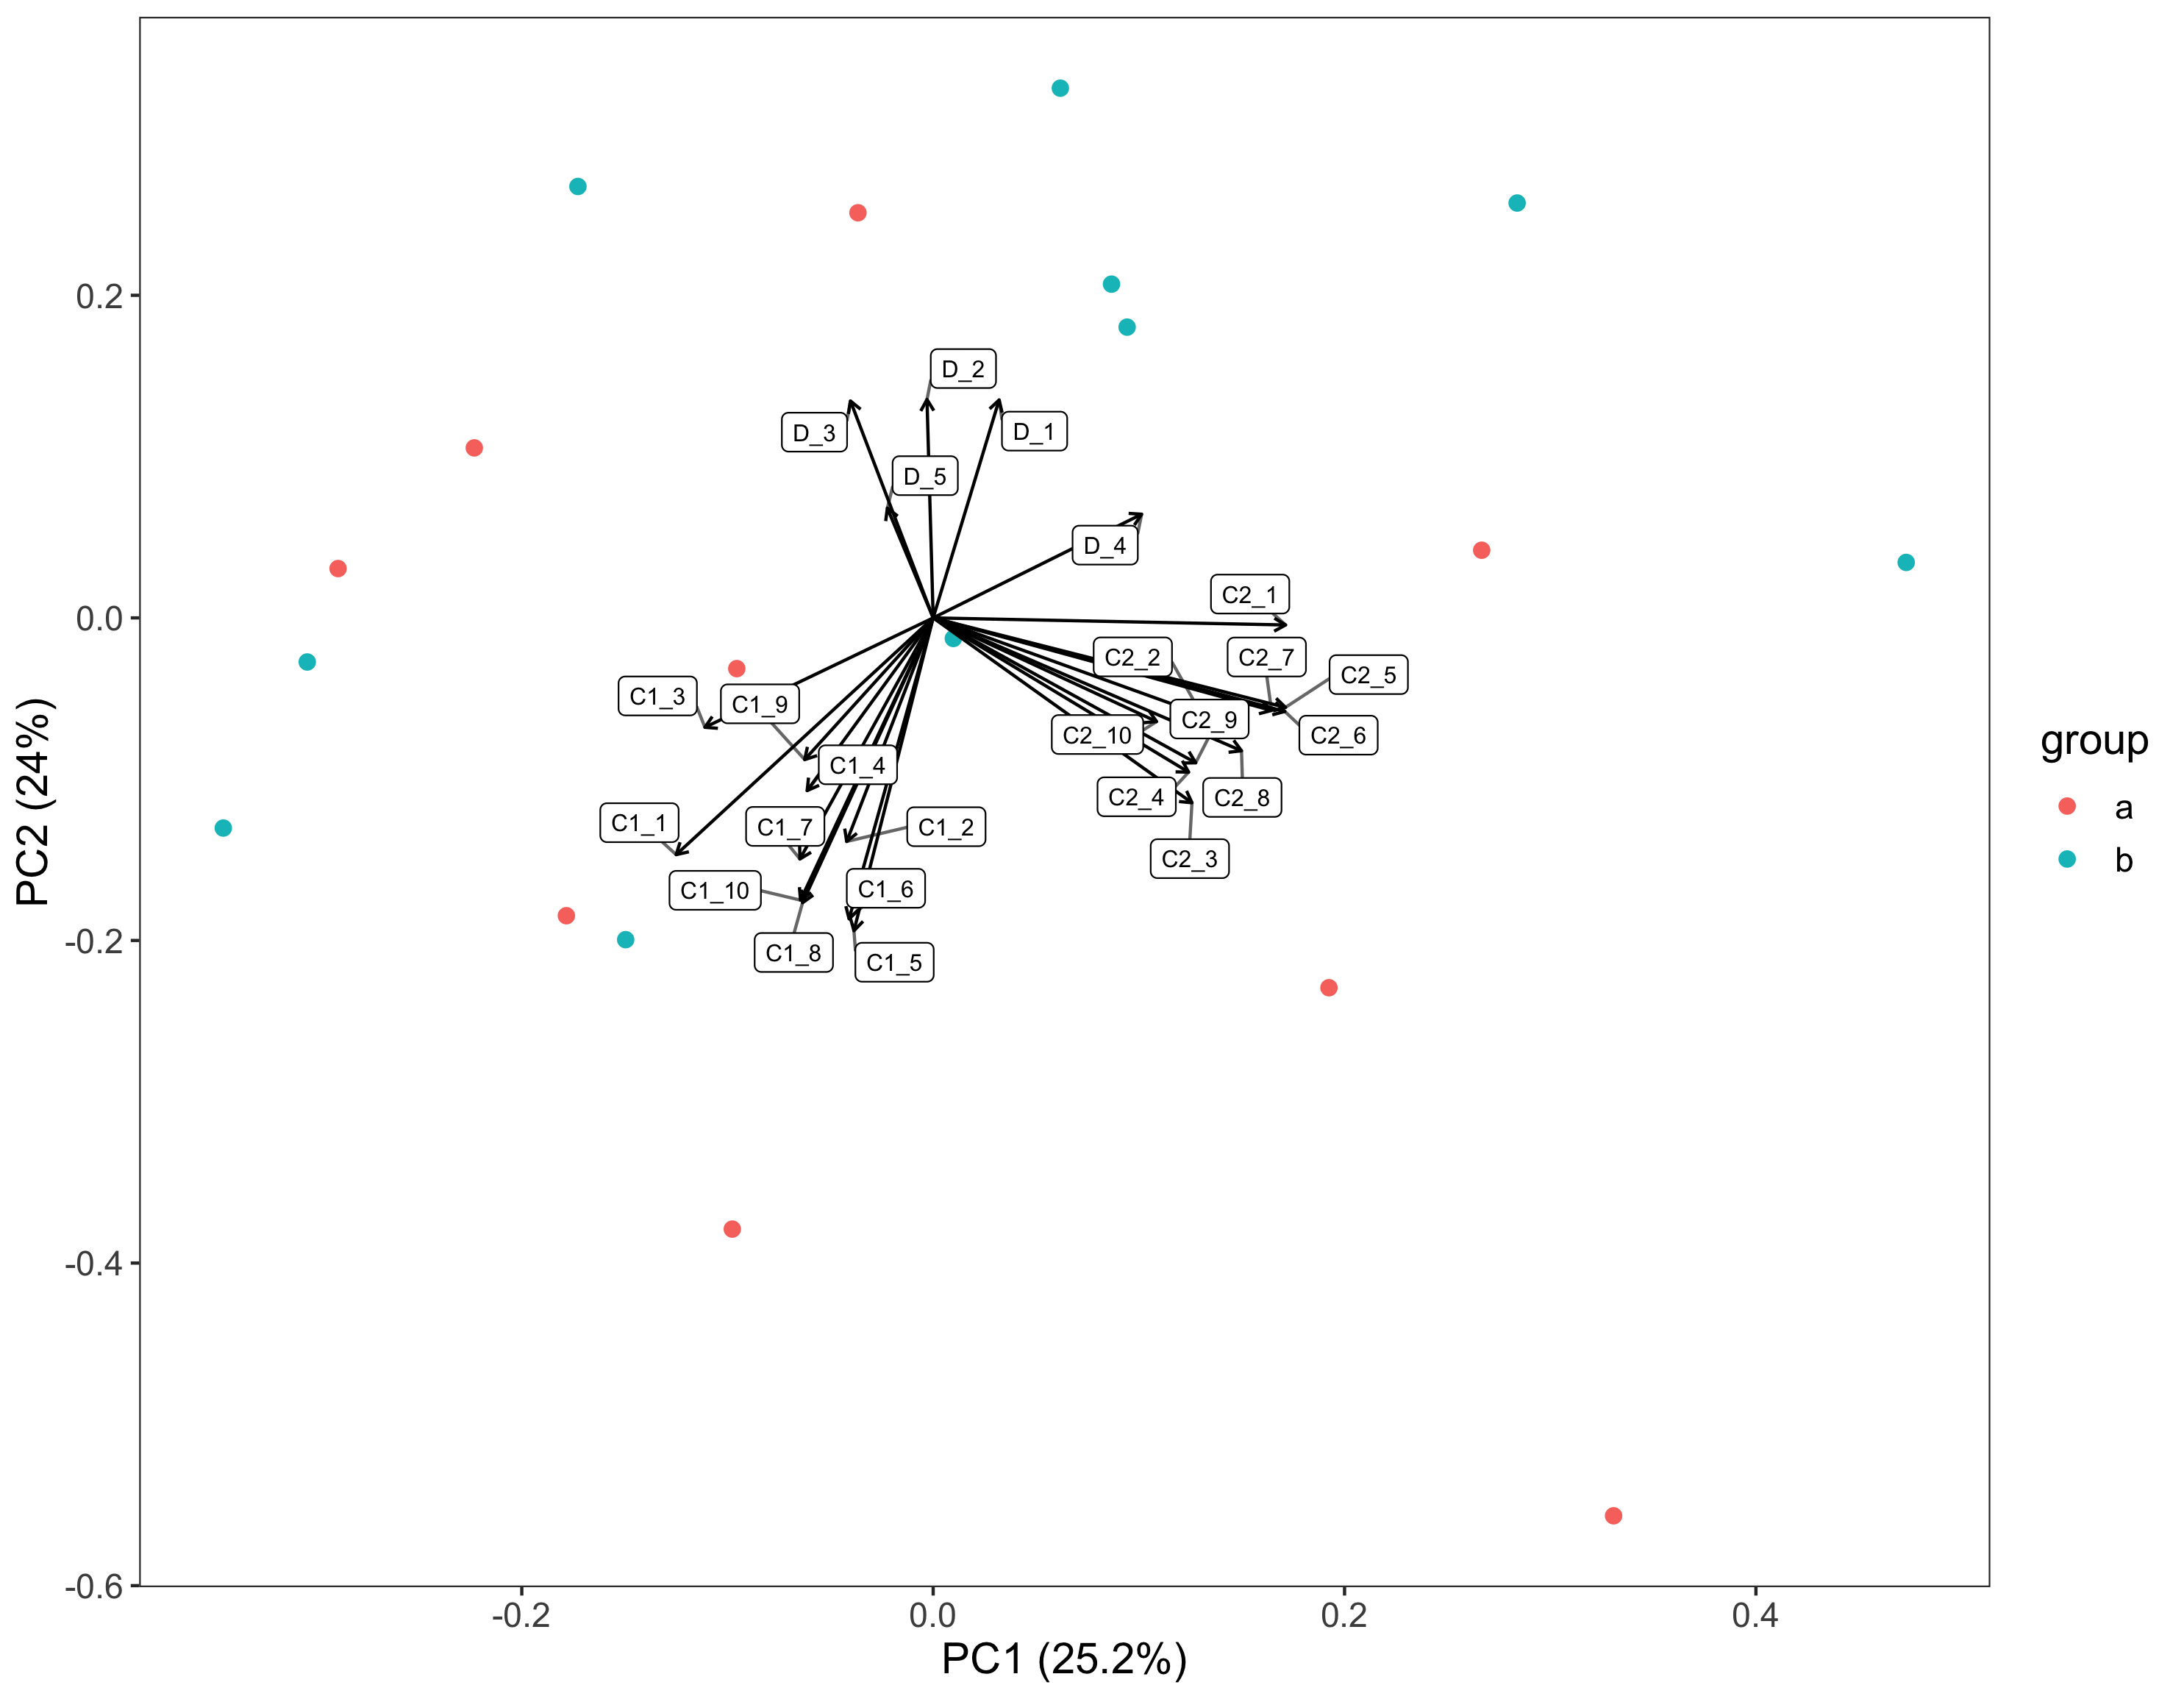 0.2
0.0
-0.2
-0.4
-0.6
-0.2
0.0
0.2
0.4
PC1 (25.2%)
PC2 (24%)
D_2
D_3
D_1
D_5
D_4
C2_1
C2_2
C2_7
C2_5
C1_3
C1_9
C2_10
C2_9
C2_6
C1_4
C2_4
C2_8
C1_1
C1_7
C1_2
C2_3
C1_10
C1_6
C1_8
C1_5
group
a
b